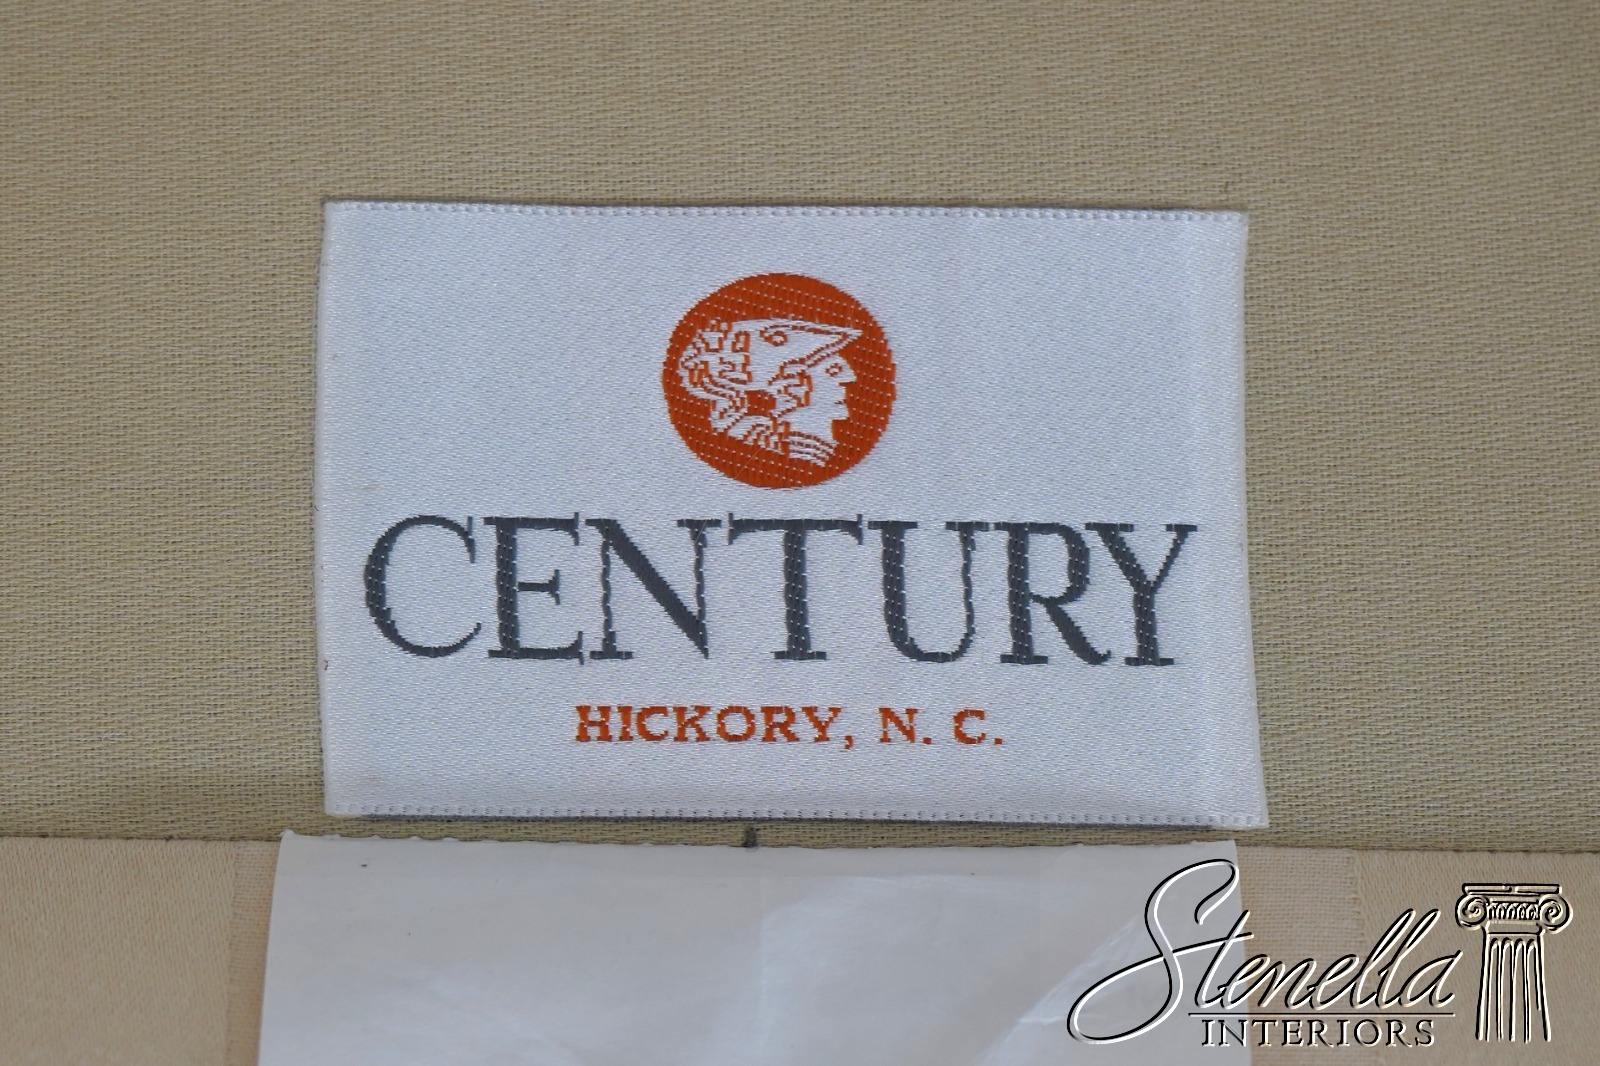 CENTURY
HICKORY, N. C.
Stenella
INTERIORS